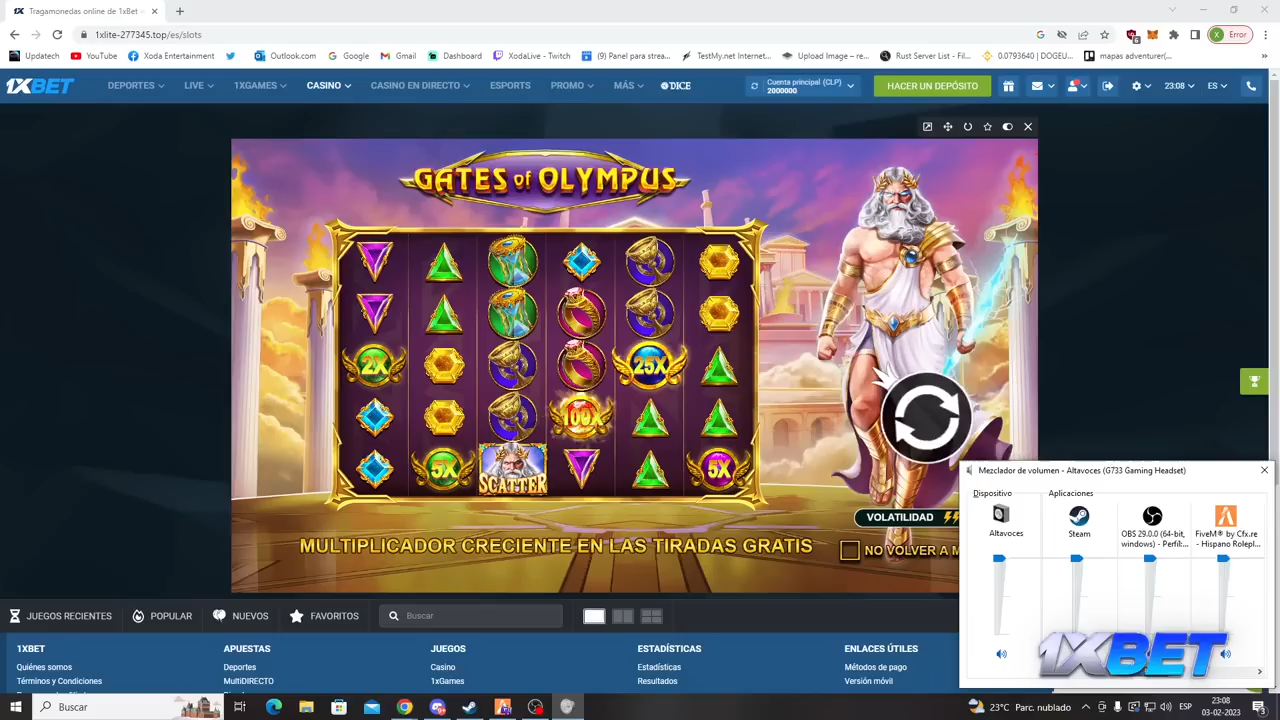 Tragamonedas online de 1xBet
1xlite-277345.top/es/slots
Error
Updatech
YouTube
Xoda Entertainment
Outlook.com
Google
Gmail
Dashboard
XodaLive - Twitch
(9) Panel para strea...
TestMy.net Internet...
Upload Image – re...
Rust Server List - Fil...
0.0793640 | DOGEU...
mapas adventurer(...
1XBET
DEPORTES
LIVE
1XGAMES
CASINO
CASINO EN DIRECTO
ESPORTS
PROMO
MÁS
DICE
Cuenta principal (CLP)
2000000
HACER UN DEPÓSITO
23:08
ES
GATES OF OLYMPUS
2X
25X
100X
5X
SCATTER
5X
VOLATILIDAD
MULTIPLICADOR CRECIENTE EN LAS TIRADAS GRATIS
NO VOLVER A M
Mezclador de volumen - Altavoces (G733 Gaming Headset)
Dispositivo
Aplicaciones
Altavoces
Steam
OBS 29.0.0 (64-bit,
windows) - Perfil:...
FiveM® by Cfx.re
- Hispano Rolepl...
JUEGOS RECIENTES
POPULAR
NUEVOS
FAVORITOS
Buscar
1XBET
Quiénes somos
Términos y Condiciones
APUESTAS
Deportes
MultiDIRECTO
JUEGOS
Casino
1xGames
ESTADÍSTICAS
Estadísticas
Resultados
ENLACES ÚTILES
Métodos de pago
Versión móvil
1XBET
Buscar
23°C
Parc. nublado
ESP
23:08
03-02-2023